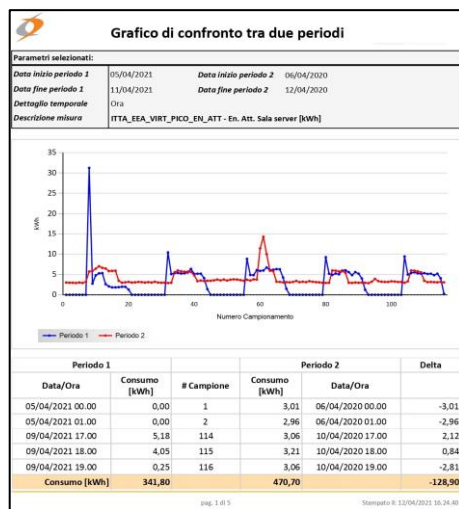 Grafico di confronto tra due periodi
Parametri selezionati:
Data inizio periodo 1 05/04/2021 Data inizio periodo 2 06/04/2020
Data fine periodo 1 11/04/2021 Data fine periodo 2 12/04/2020
Dettaglio temporale Ora
Descrizione misura ITTA_EEA_VIRT_PICO_EN_ATT - En. Att. Sala server [kWh]
35
30
25
20
15
10
5
0
kWh
0 20 40 60 80 100
Numero Campionamento
Periodo 1 Periodo 2
Periodo 1 Periodo 2 Delta
Data/Ora Consumo [kWh] # Campione Consumo [kWh] Data/Ora
05/04/2021 00.00 0,00 1 3,01 06/04/2020 00.00 -3,01
05/04/2021 01.00 0,00 2 2,96 06/04/2020 01.00 -2,96
09/04/2021 17.00 5,18 114 3,06 10/04/2020 17.00 2,12
09/04/2021 18.00 4,05 115 3,21 10/04/2020 18.00 0,84
09/04/2021 19.00 0,25 116 3,06 10/04/2020 19.00 -2,81
Consumo [kWh] 341,80 470,70 -128,90
pag. 1 di 5 Stampato il: 12/04/2021 16.24.40